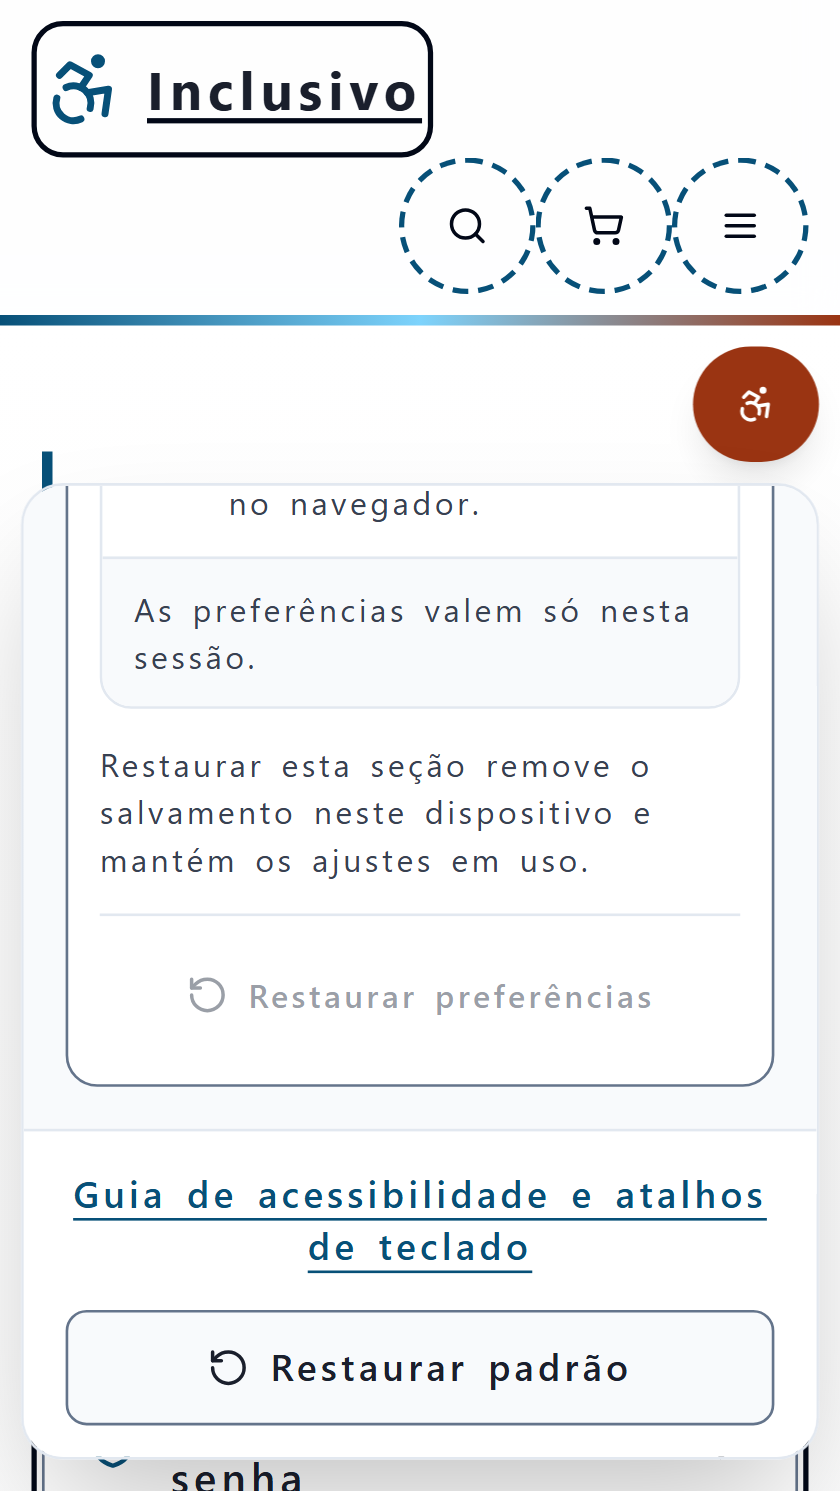 Inclusivo
no navegador.
As preferências valem só nesta
sessão.
Restaurar esta seção remove o
salvamento neste dispositivo e
mantém os ajustes em uso.
Restaurar preferências
Guia de acessibilidade e atalhos
de teclado
Restaurar padrão
senha